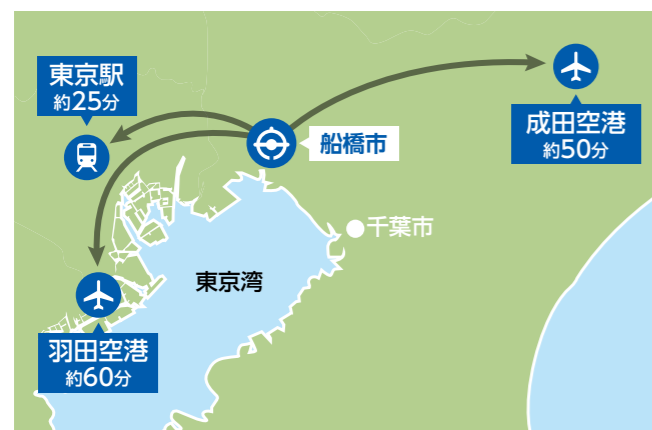 東京駅
約25分
船橋市
成田空港
約50分
千葉市
東京湾
羽田空港
約60分